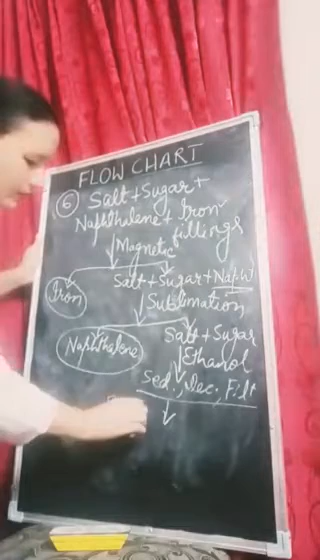 FLOW CHART
⑥ Salt + Sugar +
Naphthalene + Iron
fillings
Magnetic
Iron Salt + Sugar + Naph
Sublimation
Naphthalene Salt + Sugar
Ethanol
Sed., Dec., Filt